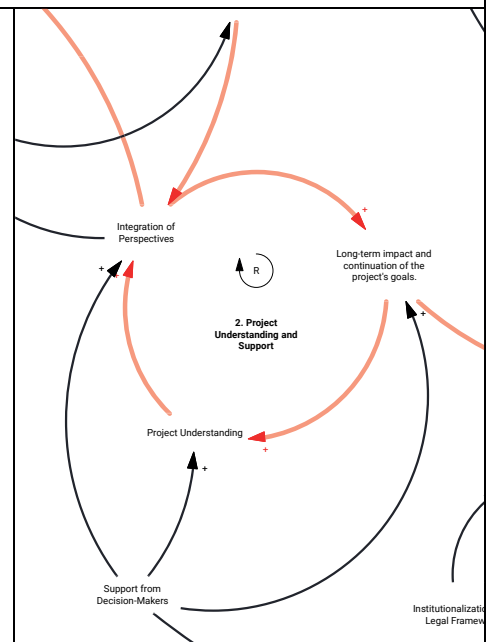 +
Integration of
Perspectives
Long-term impact and
continuation of the
project's goals.
+
+
R
+
2. Project
Understanding and
Support
Project Understanding
+
+
Support from
Decision-Makers
Legal